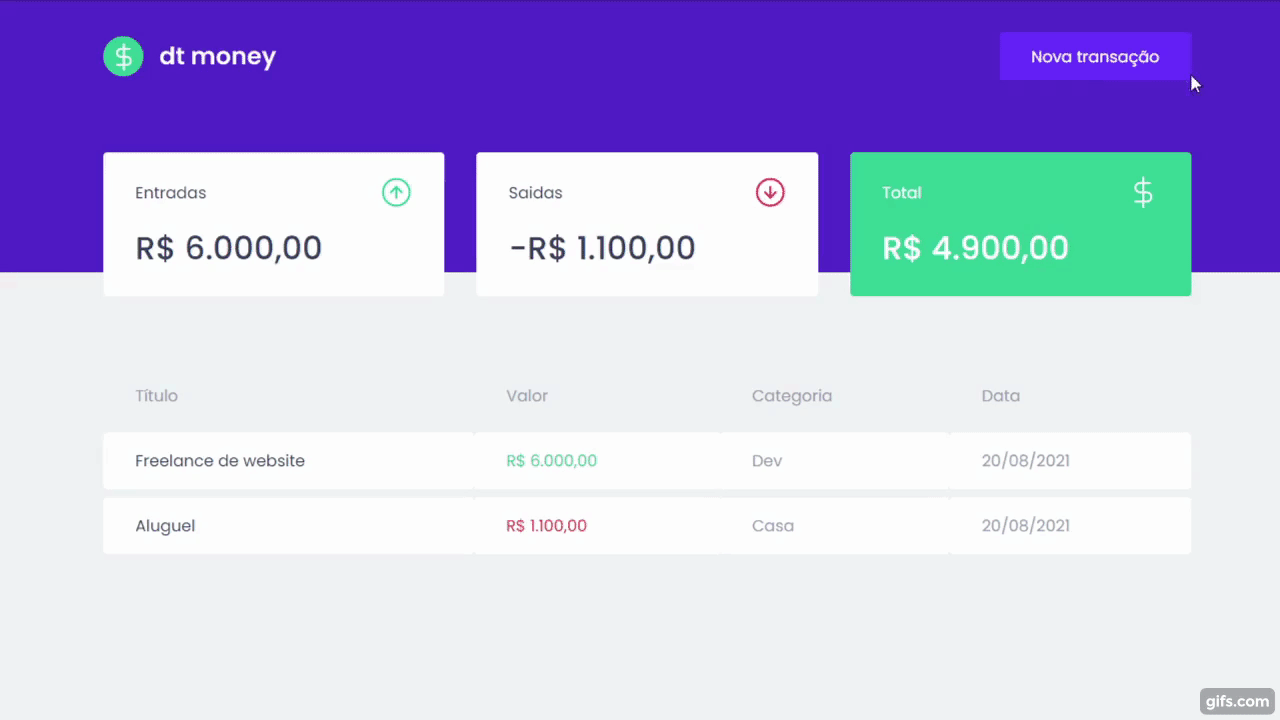 $ dt money
Nova transação
Entradas
R$ 6.000,00
Saidas
-R$ 1.100,00
Total $
R$ 4.900,00
Título Valor Categoria Data
Freelance de website R$ 6.000,00 Dev 20/08/2021
Aluguel R$ 1.100,00 Casa 20/08/2021
gifs.com